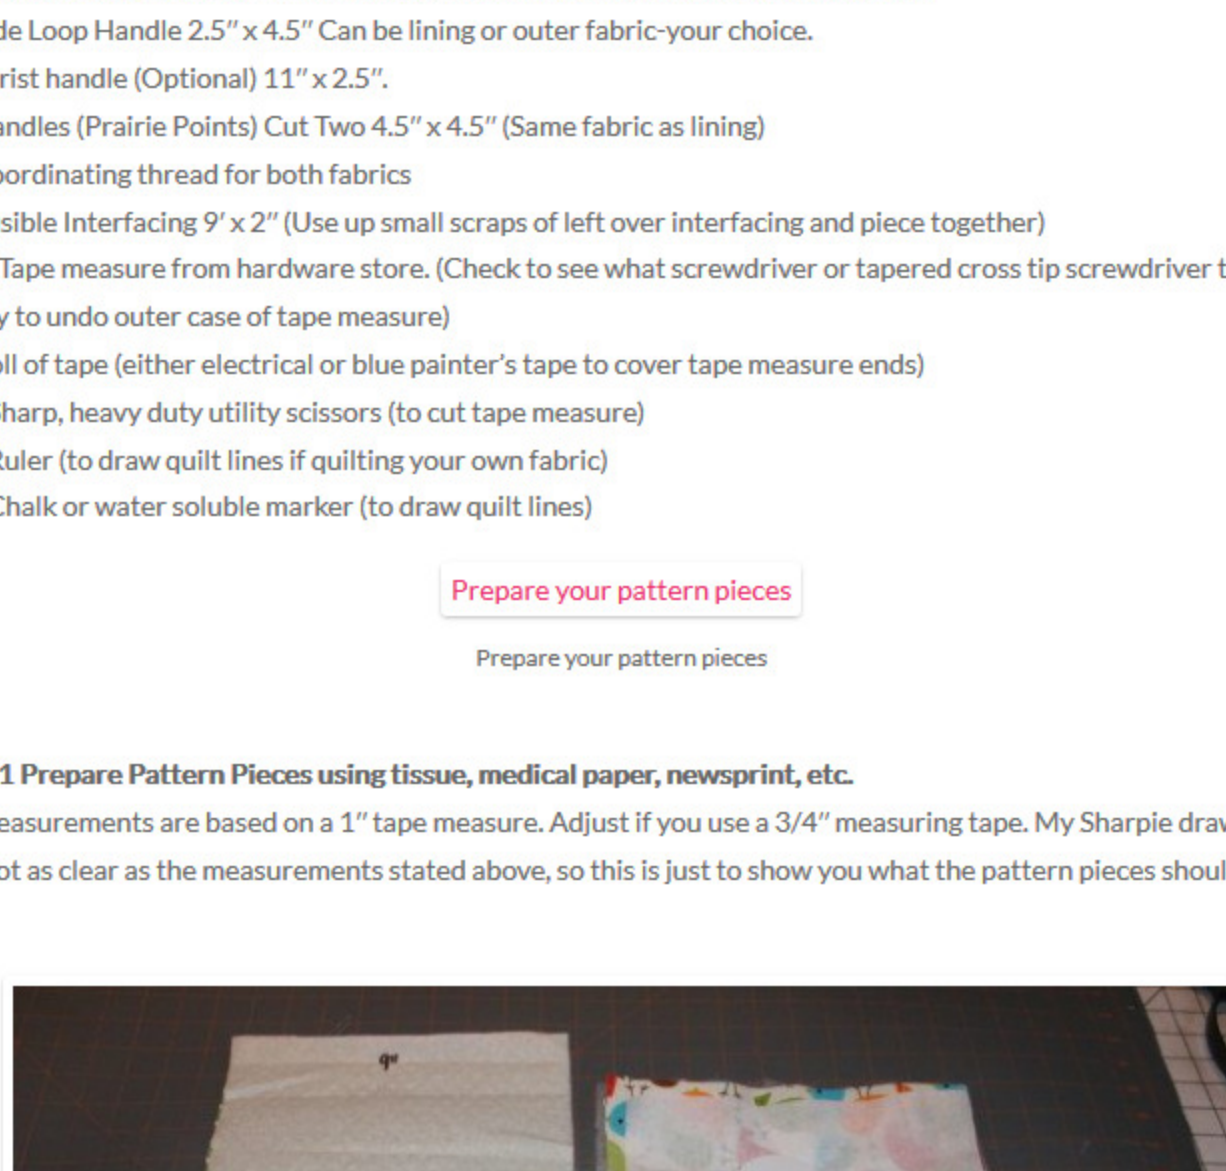 de Loop Handle 2.5″ x 4.5″ Can be lining or outer fabric-your choice.
rist handle (Optional) 11″ x 2.5″.
andles (Prairie Points) Cut Two 4.5″ x 4.5″ (Same fabric as lining)
oordinating thread for both fabrics
sible Interfacing 9′ x 2″ (Use up small scraps of left over interfacing and piece together)
Tape measure from hardware store. (Check to see what screwdriver or tapered cross tip screwdriver t
y to undo outer case of tape measure)
oll of tape (either electrical or blue painter’s tape to cover tape measure ends)
Sharp, heavy duty utility scissors (to cut tape measure)
Ruler (to draw quilt lines if quilting your own fabric)
Chalk or water soluble marker (to draw quilt lines)
Prepare your pattern pieces
Prepare your pattern pieces
1 Prepare Pattern Pieces using tissue, medical paper, newsprint, etc.
easurements are based on a 1″ tape measure. Adjust if you use a 3/4″ measuring tape. My Sharpie draw
ot as clear as the measurements stated above, so this is just to show you what the pattern pieces shoul
9"